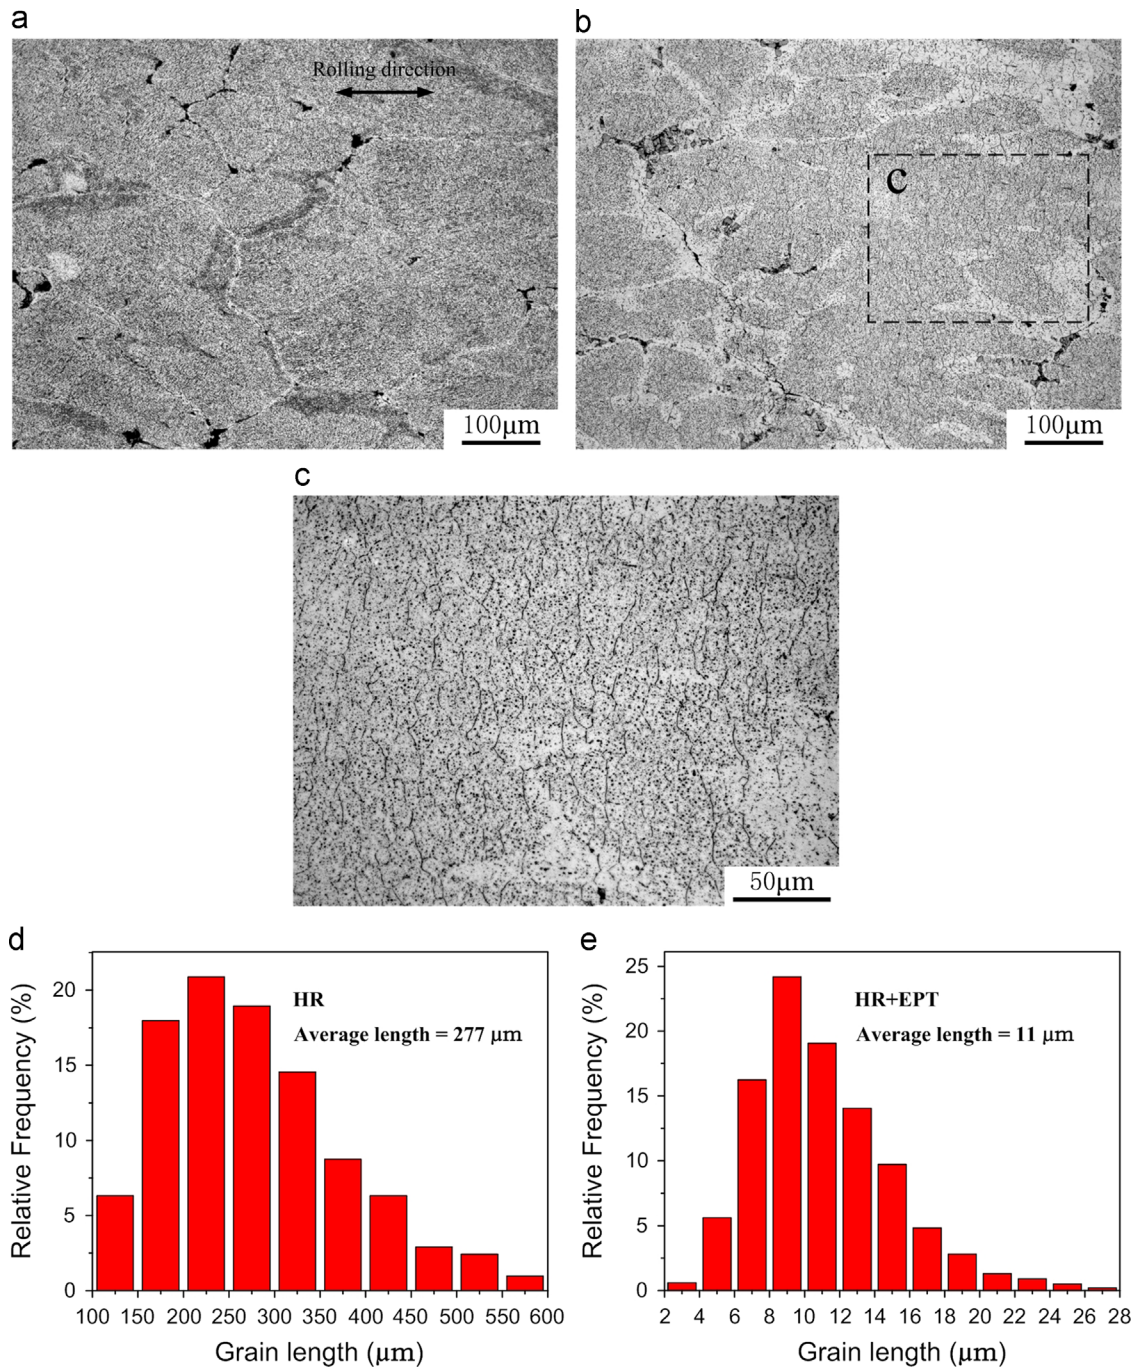 a
b
Rolling direction
c
100μm
100μm
c
50μm
d
e
HR
Average length = 277 μm
Relative Frequency (%)
20
15
10
5
0
100 150 200 250 300 350 400 450 500 550 600
Grain length (μm)
HR+EPT
Average length = 11 μm
Relative Frequency (%)
25
20
15
10
5
0
2 4 6 8 10 12 14 16 18 20 22 24 26 28
Grain length (μm)